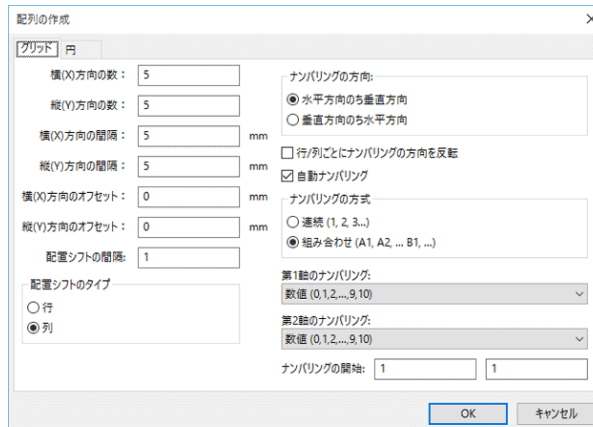 配列の作成
グリッド 円
横(X)方向の数： 5
縦(Y)方向の数： 5
横(X)方向の間隔： 5 mm
縦(Y)方向の間隔： 5 mm
横(X)方向のオフセット： 0 mm
縦(Y)方向のオフセット： 0 mm
配置シフトの間隔: 1
配置シフトのタイプ
行
列
ナンバリングの方向:
水平方向のち垂直方向
垂直方向のち水平方向
行/列ごとにナンバリングの方向を反転
自動ナンバリング
ナンバリングの方式
連続 (1, 2, 3...)
組み合わせ (A1, A2, ... B1, ...)
第1軸のナンバリング:
数値 (0,1,2,...,9,10)
第2軸のナンバリング:
数値 (0,1,2,...,9,10)
ナンバリングの開始: 1 1
OK キャンセル